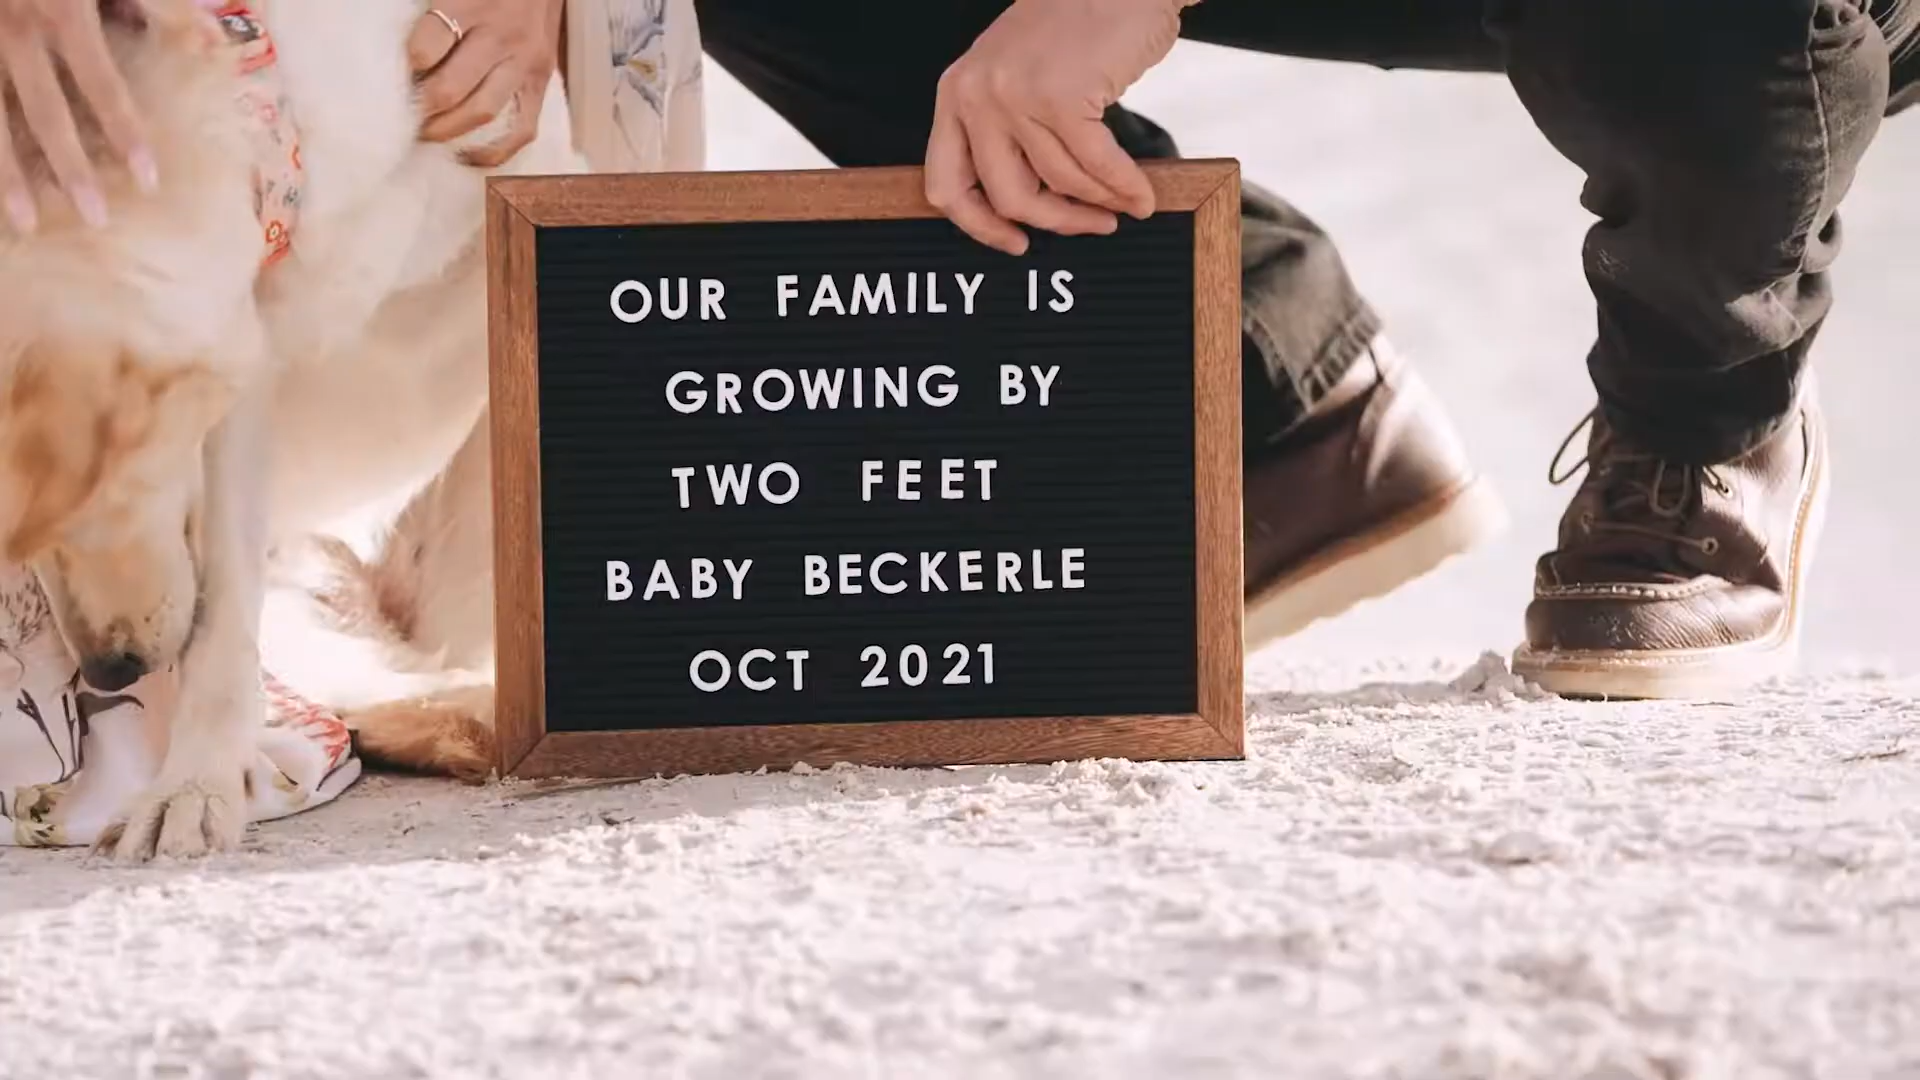 OUR FAMILY IS
GROWING BY
TWO FEET
BABY BECKERLE
OCT 2021